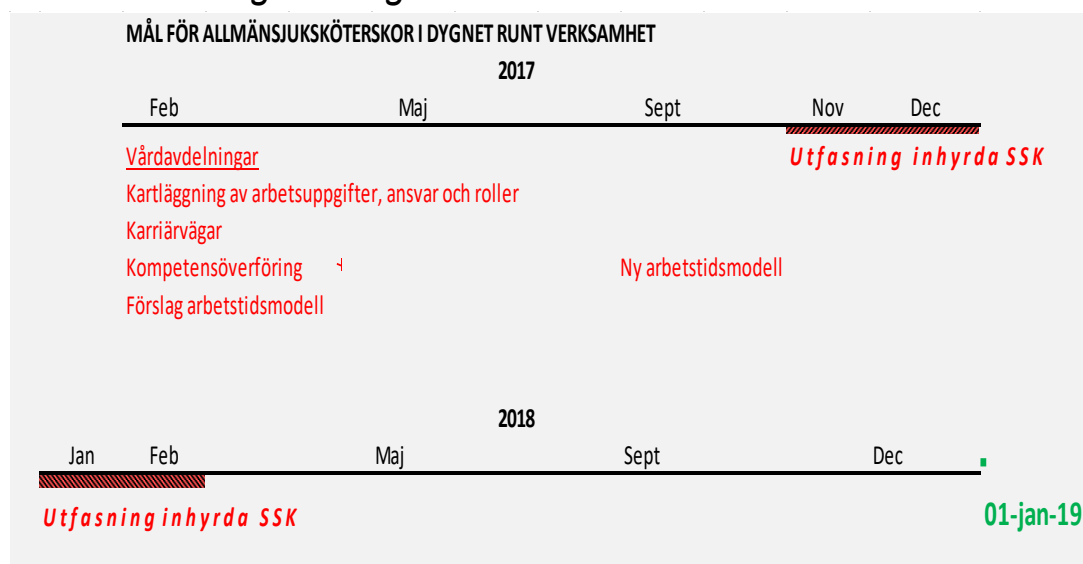 MÅL FÖR ALLMÄNSJUKSKÖTERSKOR I DYGNET RUNT VERKSAMHET
2017
Feb Maj Sept Nov Dec
Vårdavdelningar Utfasning inhyrda SSK
Kartläggning av arbetsuppgifter, ansvar och roller
Karriärvägar
Kompetensöverföring Ny arbetstidsmodell
Förslag arbetstidsmodell
2018
Jan Feb Maj Sept Dec
Utfasning inhyrda SSK 01-jan-19